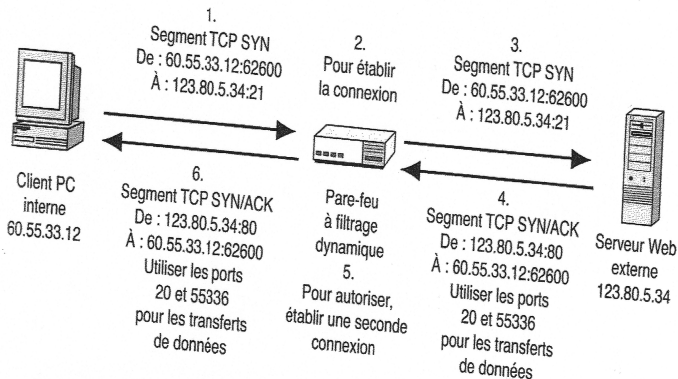 1.
Segment TCP SYN
De : 60.55.33.12:62600
À : 123.80.5.34:21
2.
Pour établir
la connexion
3.
Segment TCP SYN
De : 60.55.33.12:62600
À : 123.80.5.34:21
Client PC
interne
60.55.33.12
6.
Segment TCP SYN/ACK
De : 123.80.5.34:80
À : 60.55.33.12:62600
Utiliser les ports
20 et 55336
pour les transferts
de données
Pare-feu
à filtrage
dynamique
5.
Pour autoriser,
établir une seconde
connexion
4.
Segment TCP SYN/ACK
De : 123.80.5.34:80
À : 60.55.33.12:62600
Utiliser les ports
20 et 55336
pour les transferts
de données
Serveur Web
externe
123.80.5.34